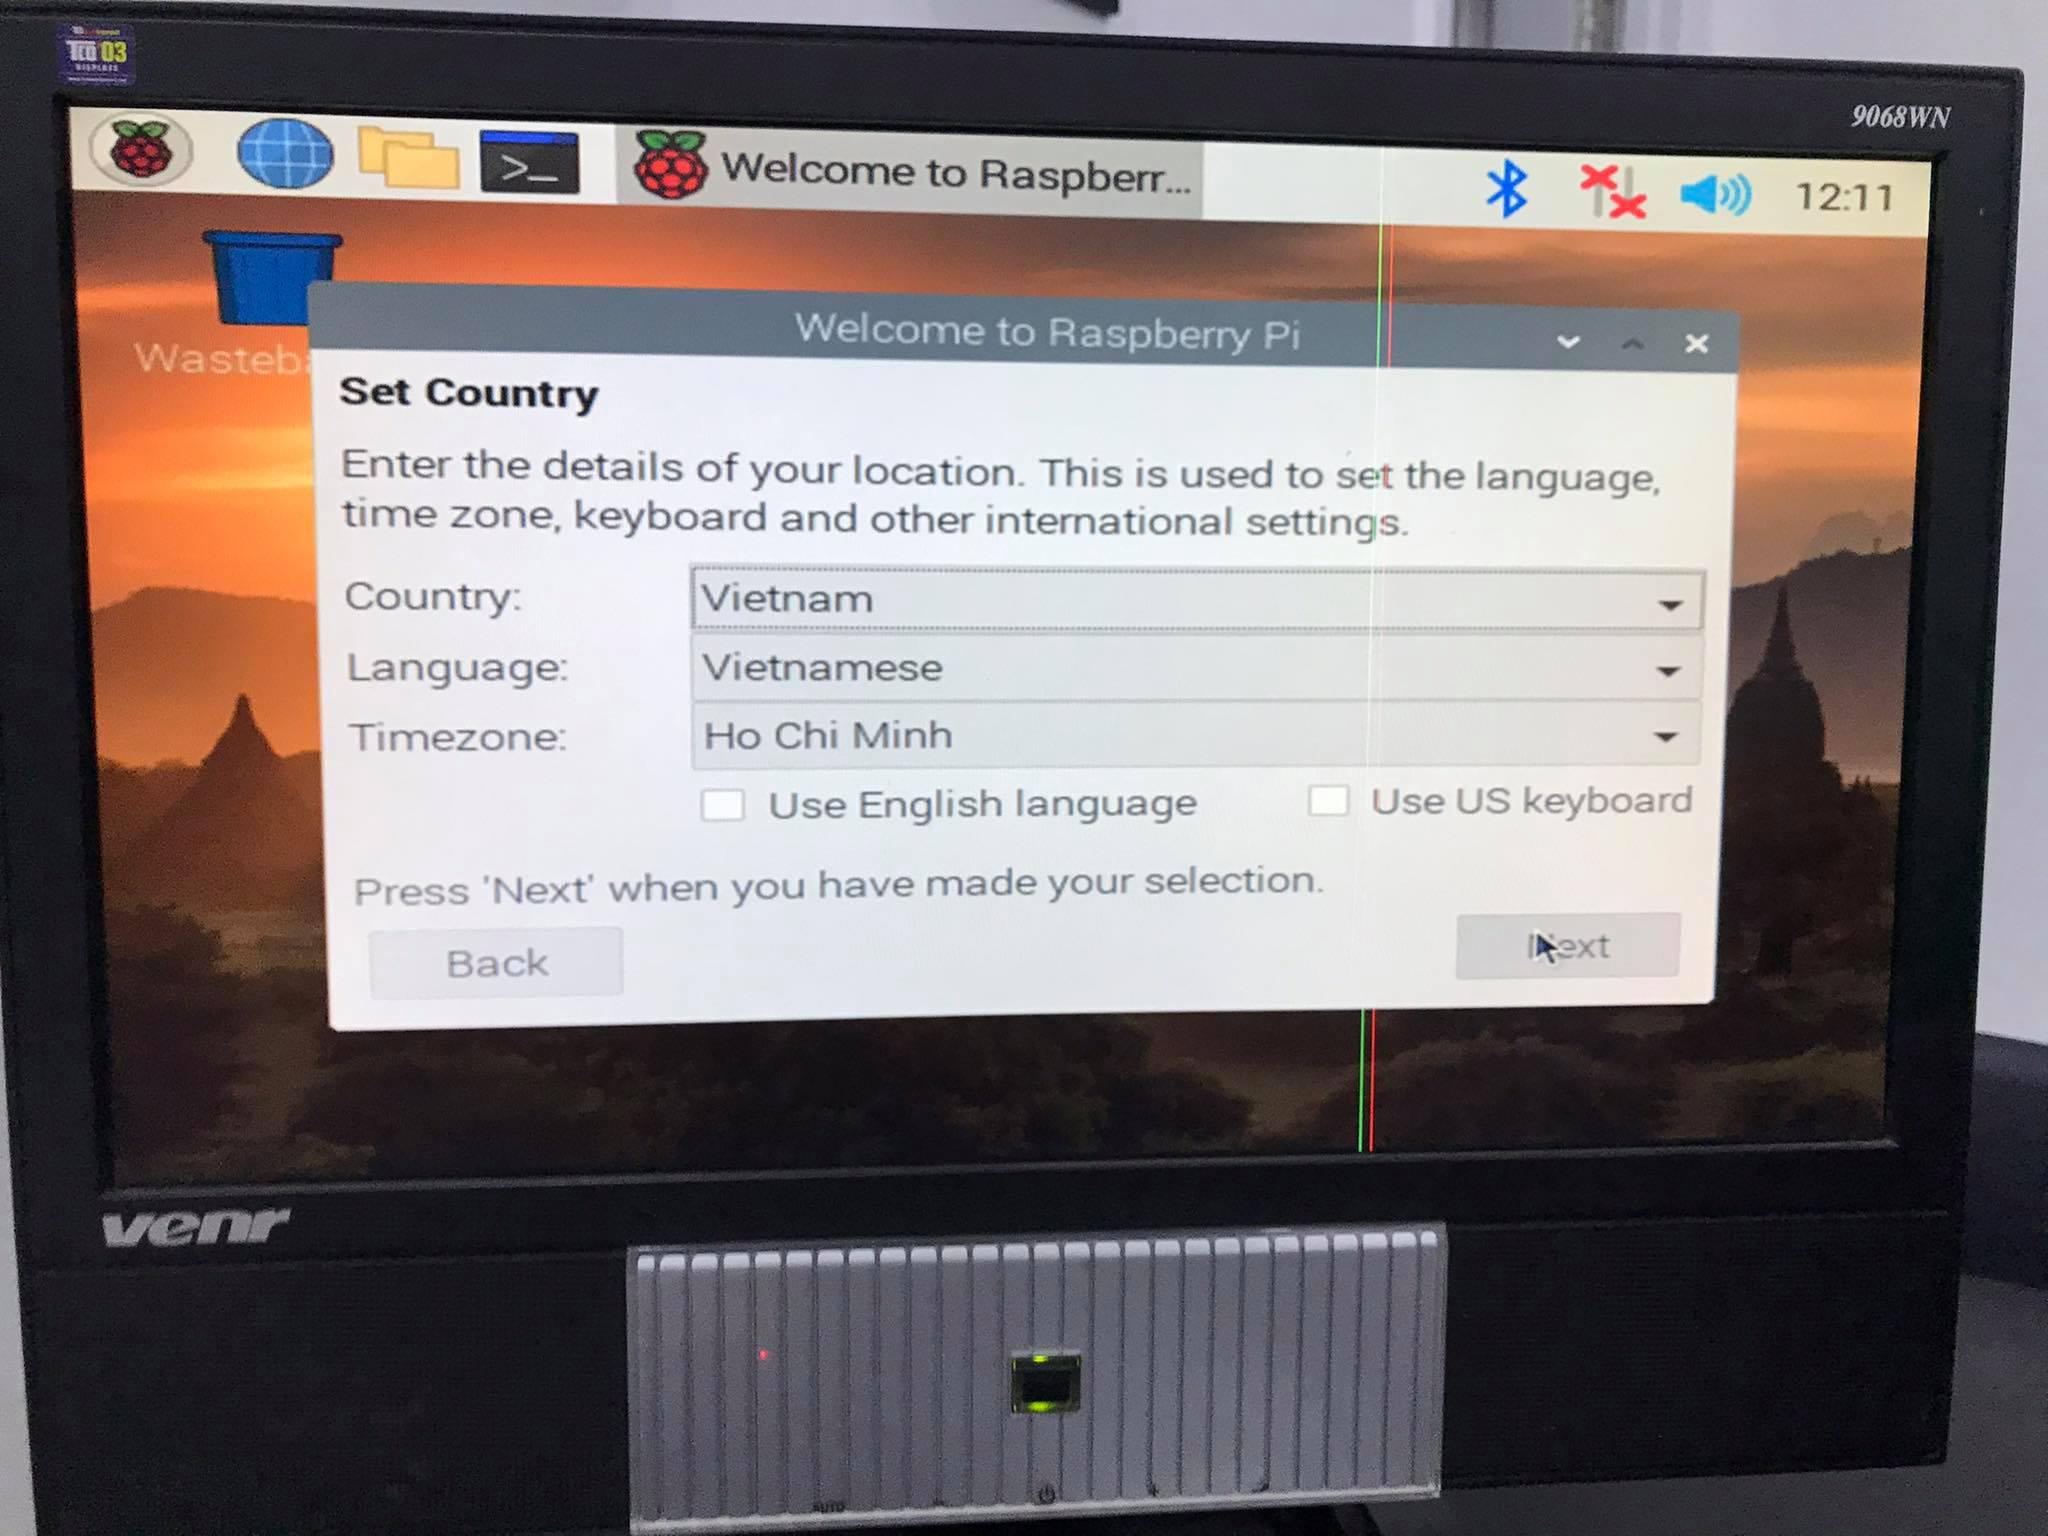 TCO 03
DISPLAYS
9068WN
>_
Welcome to Raspberr...
12:11
Welcome to Raspberry Pi
Set Country
Enter the details of your location. This is used to set the language,
time zone, keyboard and other international settings.
Country:
Vietnam
Language:
Vietnamese
Timezone:
Ho Chi Minh
Use English language
Use US keyboard
Press 'Next' when you have made your selection.
Back
Next
Venr
AUTO